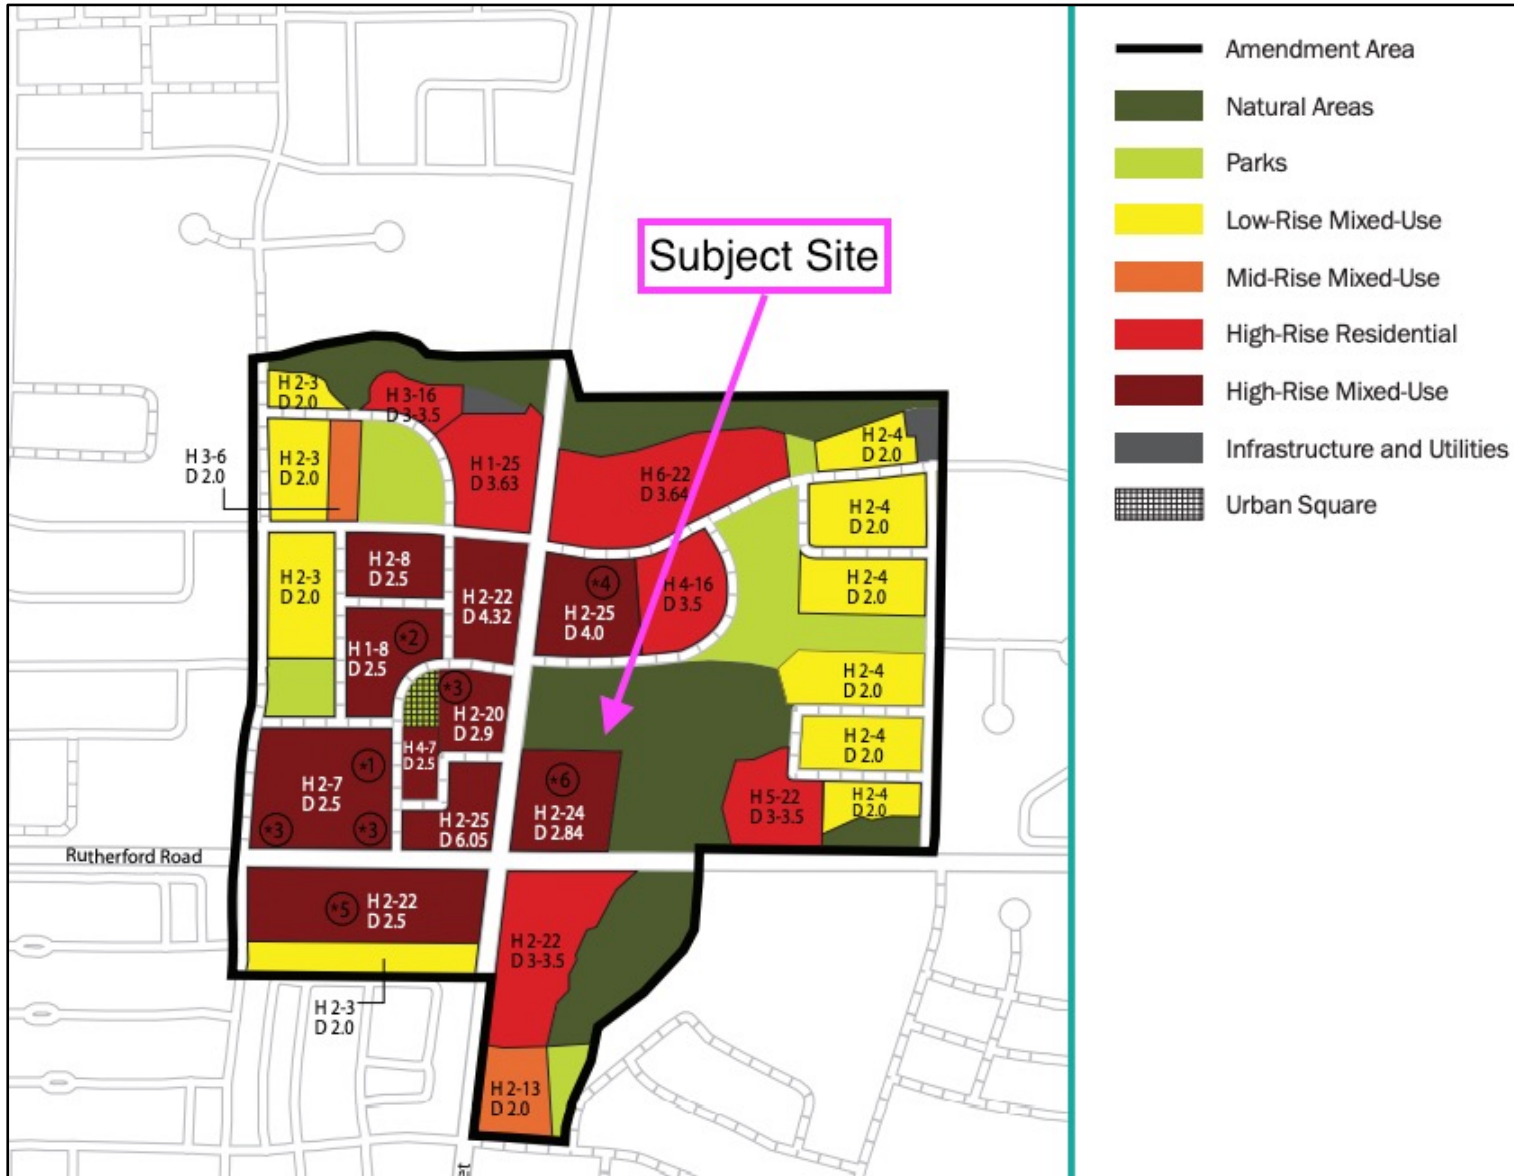 Subject Site
H 2-3
D 2.0
H 3-16
D 3-3.5
H 2-4
D 2.0
H 3-6
D 2.0
H 2-3
D 2.0
H 1-25
D 3.63
H 6-22
D 3.64
H 2-4
D 2.0
H 2-3
D 2.0
H 2-8
D 2.5
H 2-22
D 4.32
*4
H 2-25
D 4.0
H 4-16
D 3.5
H 2-4
D 2.0
*2
H 1-8
D 2.5
*3
H 2-20
D 2.9
H 2-4
D 2.0
*1
H 2-7
D 2.5
*3
*3
H 4-7
D 2.5
H 2-25
D 6.05
*6
H 2-24
D 2.84
H 2-4
D 2.0
H 5-22
D 3-3.5
H 2-4
D 2.0
Rutherford Road
*5
H 2-22
D 2.5
H 2-22
D 3-3.5
H 2-3
D 2.0
H 2-13
D 2.0
et
Amendment Area
Natural Areas
Parks
Low-Rise Mixed-Use
Mid-Rise Mixed-Use
High-Rise Residential
High-Rise Mixed-Use
Infrastructure and Utilities
Urban Square